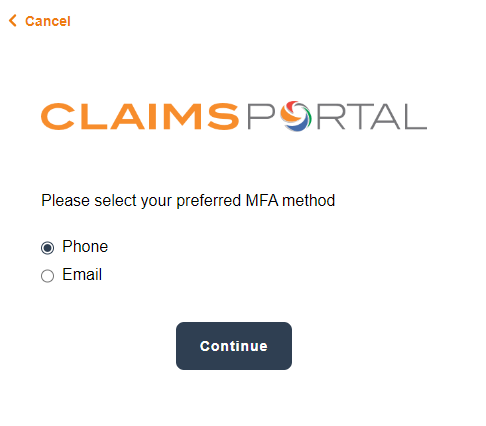 Cancel
CLAIMSPORTAL
Please select your preferred MFA method
Phone
Email
Continue